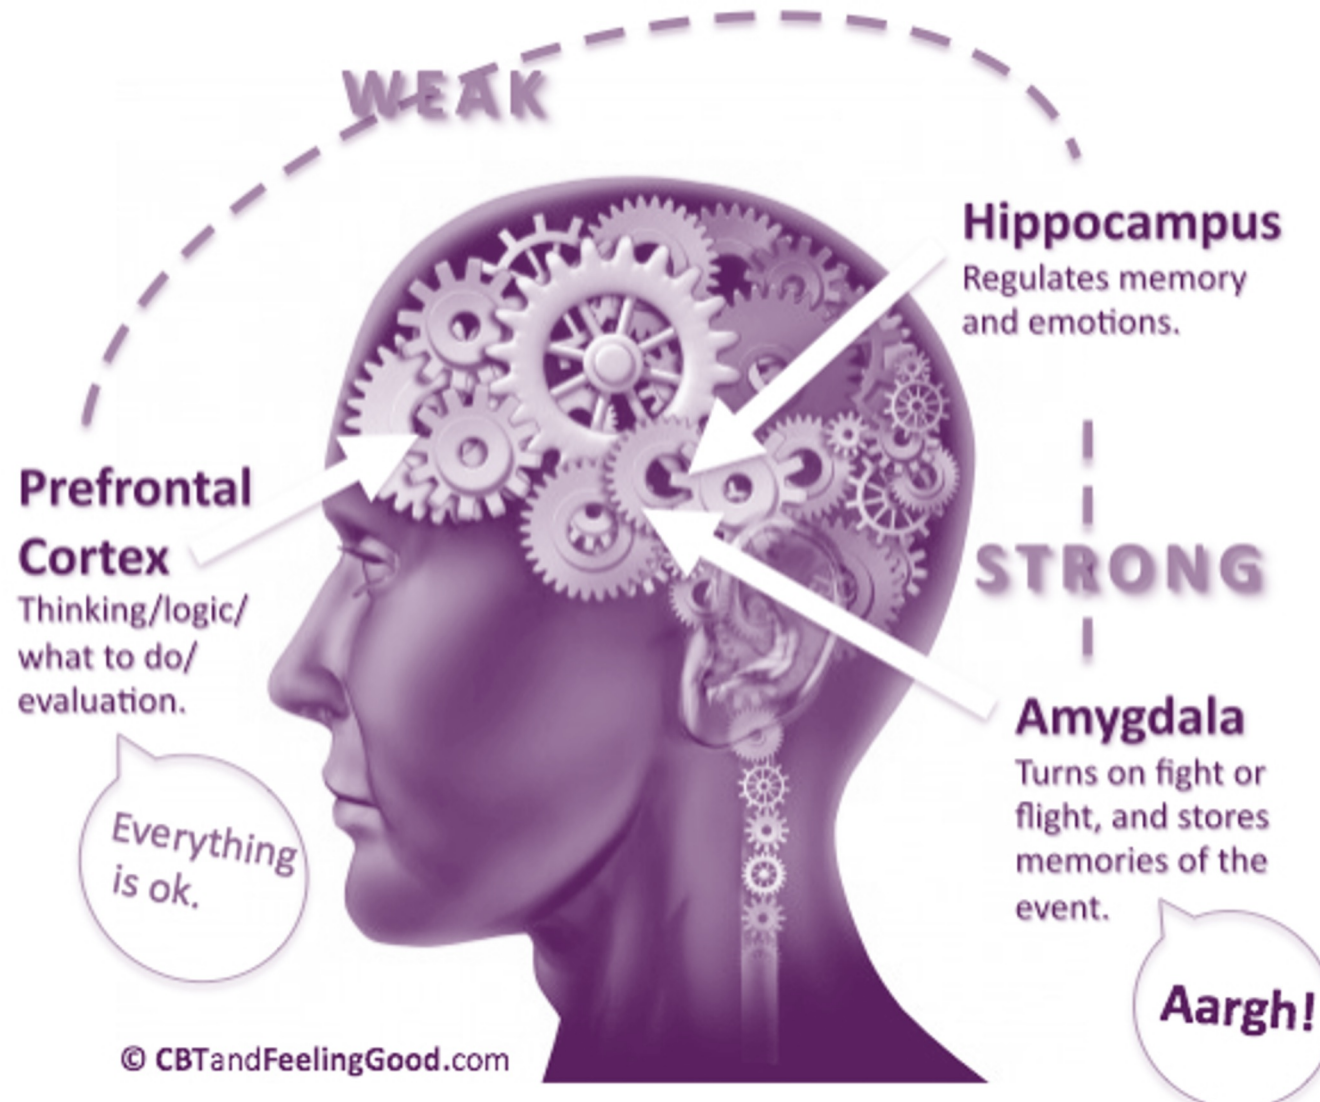 WEAK
Hippocampus
Regulates memory
and emotions.
Prefrontal
Cortex
Thinking/logic/
what to do/
evaluation.
STRONG
Amygdala
Turns on fight or
flight, and stores
memories of the
event.
Everything
is ok.
Aargh!
© CBTandFeelingGood.com